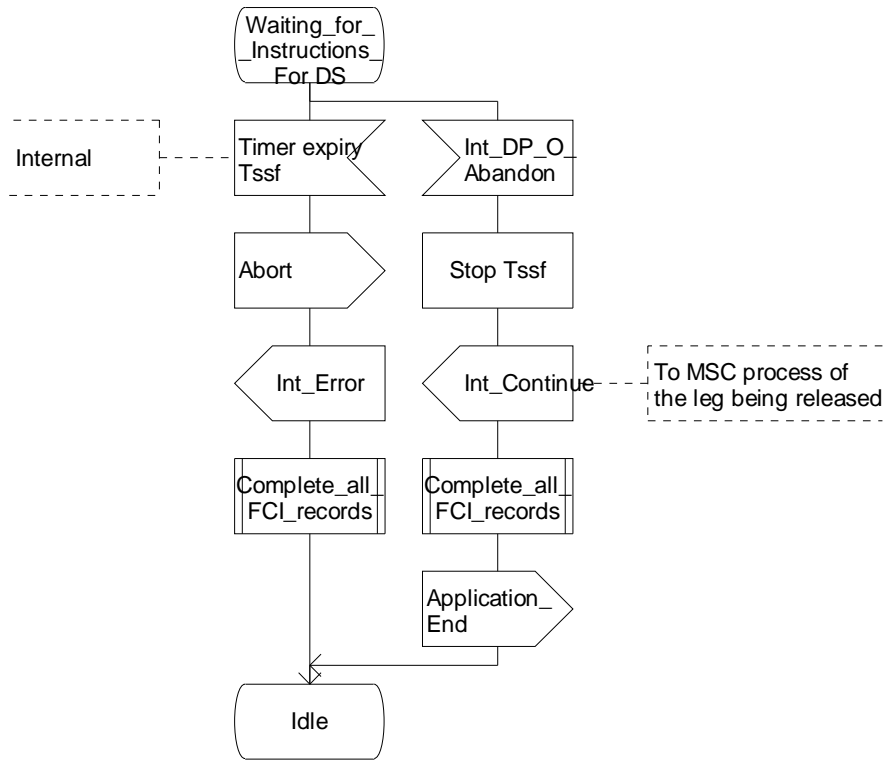 Waiting_for_
_Instructions_
For DS
Internal
Timer expiry
Tssf
Int_DP_O_
Abandon
Abort
Stop Tssf
Int_Error
Int_Continue
To MSC process of
the leg being released
Complete_all_
FCI_records
Complete_all_
FCI_records
Application_
End
Idle